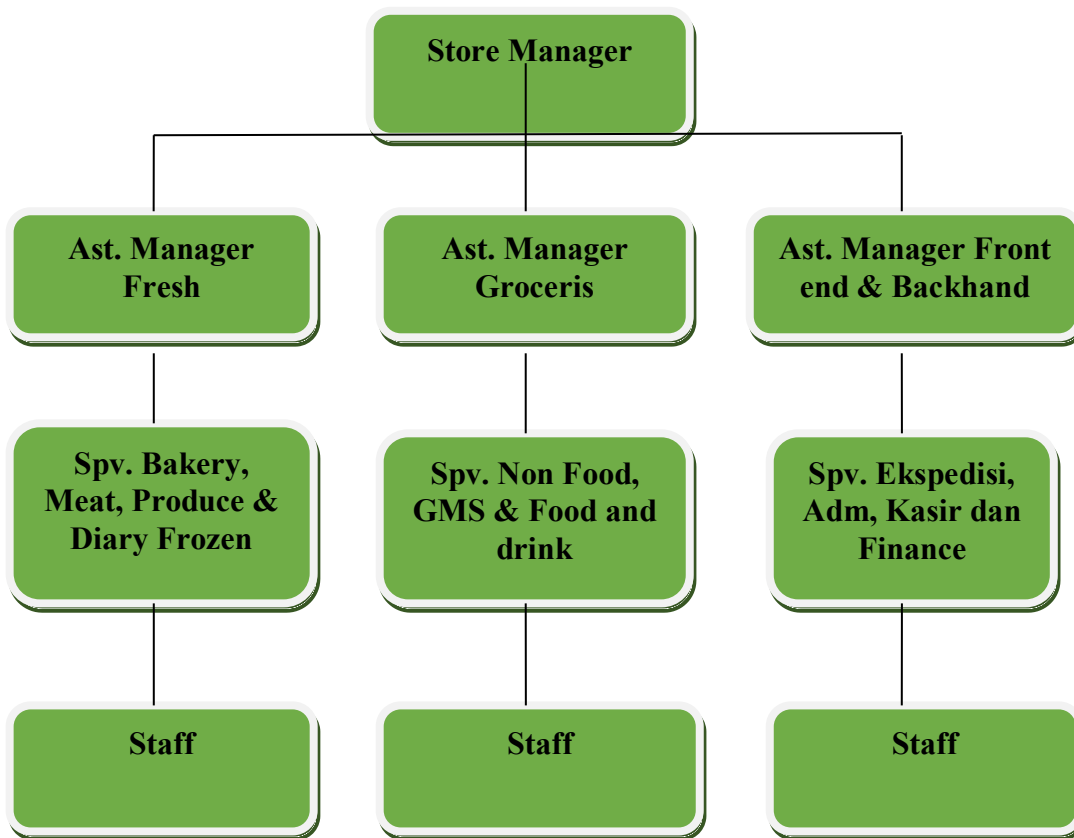 Store Manager
Ast. Manager
Fresh
Ast. Manager
Groceris
Ast. Manager Front
end & Backhand
Spv. Bakery,
Meat, Produce &
Diary Frozen
Spv. Non Food,
GMS & Food and
drink
Spv. Ekspedisi,
Adm, Kasir dan
Finance
Staff
Staff
Staff